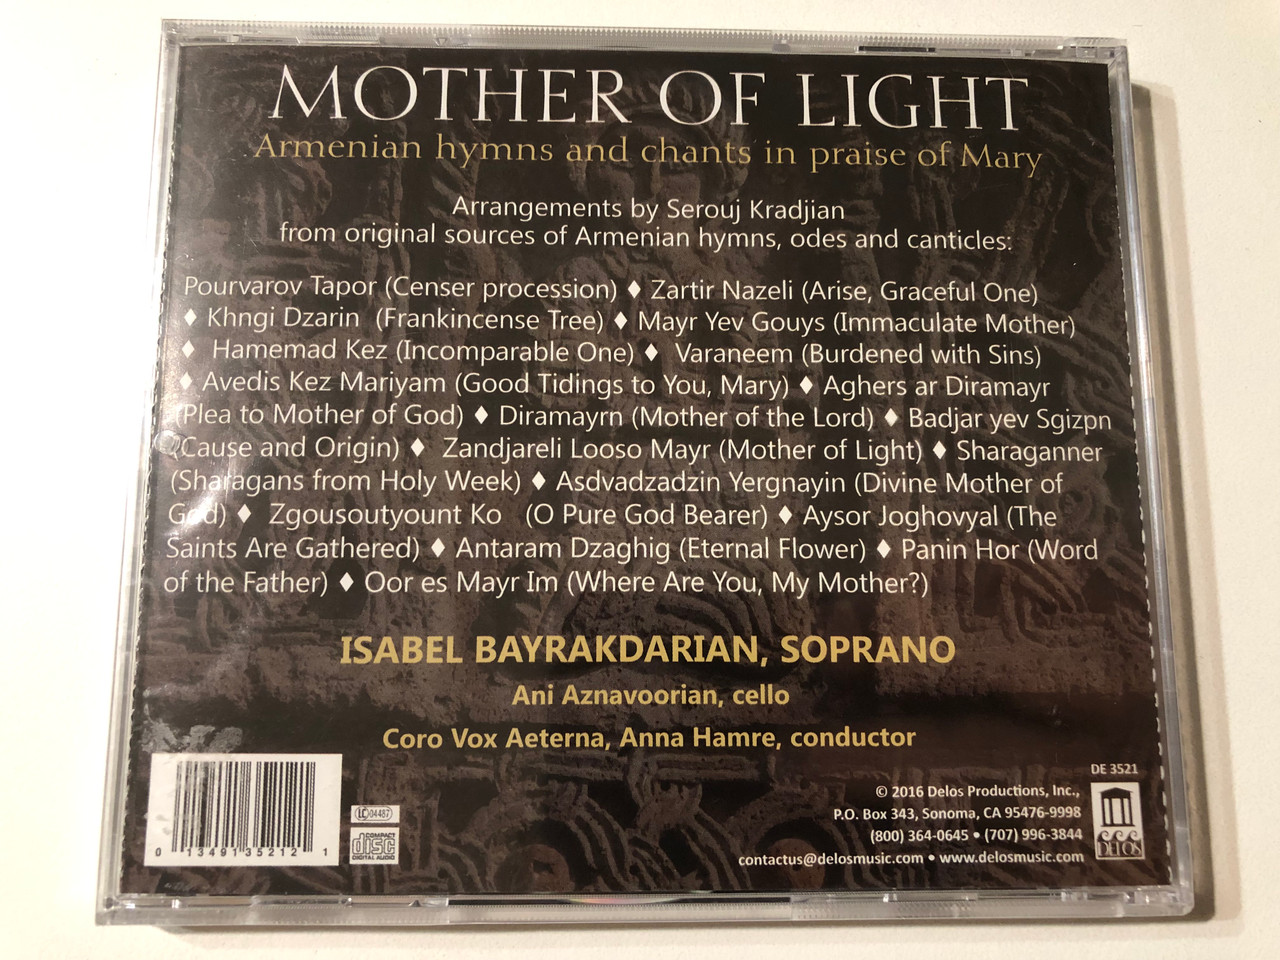 MOTHER OF LIGHT
Armenian hymns and chants in praise of Mary
Arrangements by Serouj Kradjian
from original sources of Armenian hymns, odes and canticles:
Pourvarov Tapor (Censer procession) ♦ Zartir Nazeli (Arise, Graceful One)
♦ Khngi Dzarin (Frankincense Tree) ♦ Mayr Yev Gouys (Immaculate Mother)
♦ Hamemad Kez (Incomparable One) ♦ Varaneem (Burdened with Sins)
♦ Avedis Kez Mariyam (Good Tidings to You, Mary) ♦ Aghers ar Diramayr
(Plea to Mother of God) ♦ Diramayrn (Mother of the Lord) ♦ Badjar yev Sgizpn
(Cause and Origin) ♦ Zandjareli Looso Mayr (Mother of Light) ♦ Sharaganner
(Sharagans from Holy Week) ♦ Asdvadzadzin Yergnayin (Divine Mother of
God) ♦ Zgousoutyount Ko (O Pure God Bearer) ♦ Aysor Joghovyal (The
Saints Are Gathered) ♦ Antaram Dzaghig (Eternal Flower) ♦ Panin Hor (Word
of the Father) ♦ Oor es Mayr Im (Where Are You, My Mother?)
ISABEL BAYRAKDARIAN, SOPRANO
Ani Aznavoorian, cello
Coro Vox Aeterna, Anna Hamre, conductor
DE 3521
© 2016 Delos Productions, Inc.,
P.O. Box 343, Sonoma, CA 95476-9998
(800) 364-0645 • (707) 996-3844
contactus@delosmusic.com • www.delosmusic.com
DELOS
LC 04487
COMPACT
disc
DIGITAL AUDIO
0 13491 35212 1